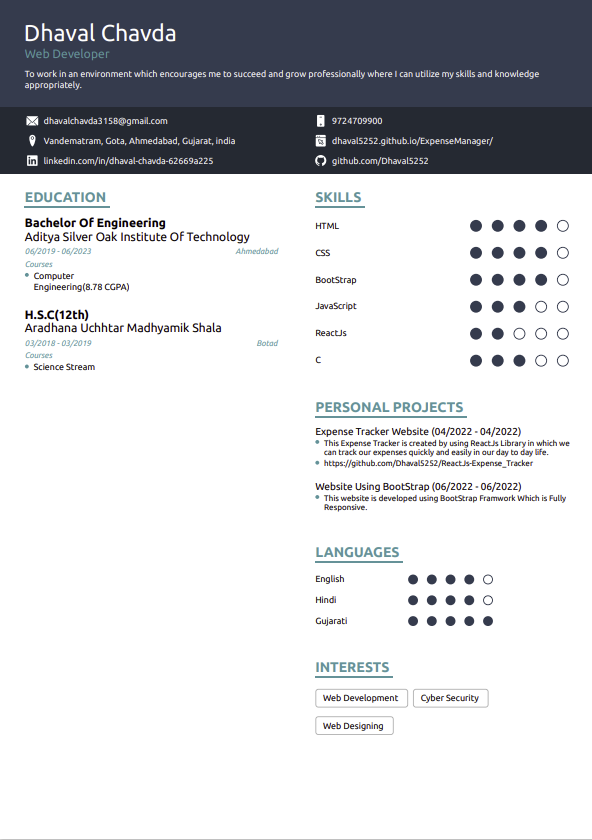 Dhaval Chavda
Web Developer
To work in an environment which encourages me to succeed and grow professionally where I can utilize my skills and knowledge
appropriately.
dhavalchavda3158@gmail.com
9724709900
Vandematram, Gota, Ahmedabad, Gujarat, india
dhaval5252.github.io/ExpenseManager/
linkedin.com/in/dhaval-chavda-62669a225
github.com/Dhaval5252
EDUCATION
Bachelor Of Engineering
Aditya Silver Oak Institute Of Technology
06/2019 - 06/2023
Ahmedabad
Courses
Computer
Engineering(8.78 CGPA)
H.S.C(12th)
Aradhana Uchhtar Madhyamik Shala
03/2018 - 03/2019
Botad
Courses
Science Stream
SKILLS
HTML
CSS
BootStrap
JavaScript
ReactJs
C
PERSONAL PROJECTS
Expense Tracker Website (04/2022 - 04/2022)
This Expense Tracker is created by using ReactJs Library in which we
can track our expenses quickly and easily in our day to day life.
https://github.com/Dhaval5252/ReactJs-Expense_Tracker
Website Using BootStrap (06/2022 - 06/2022)
This website is developed using BootStrap Framwork Which is Fully
Responsive.
LANGUAGES
English
Hindi
Gujarati
INTERESTS
Web Development
Cyber Security
Web Designing